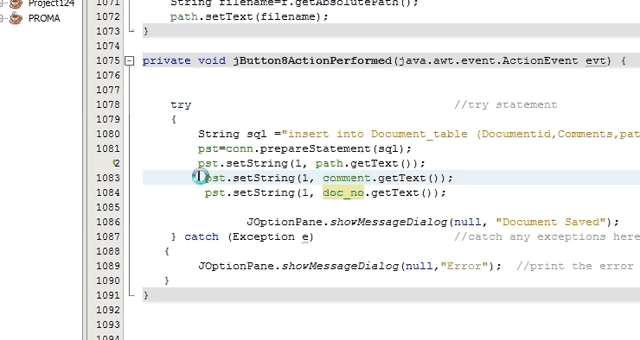 Project124
PROMA
1071 String filename=f.getAbsolutePath();
1072 path.setText(filename);
1073 }
1074
1075 private void jButton8ActionPerformed(java.awt.event.ActionEvent evt) {
1076
1077
1078 try //try statement
1079 {
1080 String sql ="insert into Document_table (Documentid,Comments,pat
1081 pst=conn.prepareStatement(sql);
2 pst.setString(1, path.getText());
1083 pst.setString(1, comment.getText());
1084 pst.setString(1, doc_no.getText());
1086 JOptionPane.showMessageDialog(null, "Document Saved");
1087 } catch (Exception e) //catch any exceptions here
1088 {
1089 JOptionPane.showMessageDialog(null,"Error"); //print the error
1090 }
1091 }
1092
1093
1094